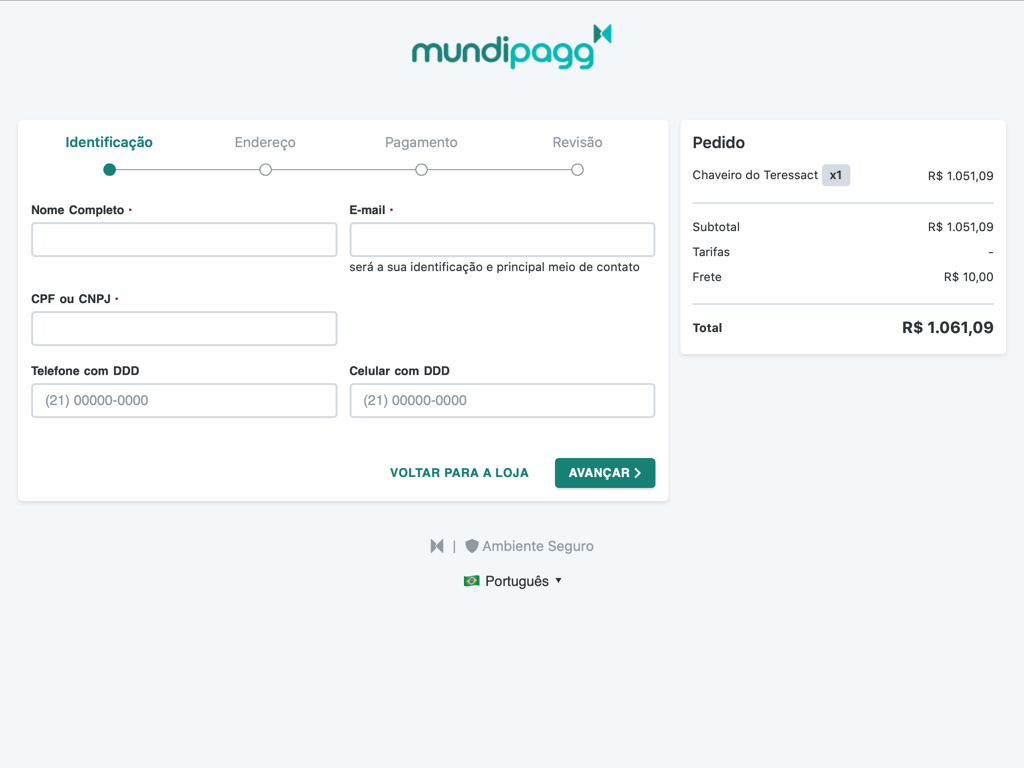 mundipagg
Identificação
Endereço
Pagamento
Revisão
Nome Completo •
E-mail •
será a sua identificação e principal meio de contato
CPF ou CNPJ •
Telefone com DDD
Celular com DDD
(21) 00000-0000
(21) 00000-0000
VOLTAR PARA A LOJA
AVANÇAR
Pedido
Chaveiro do Teressact x1 R$ 1.051,09
Subtotal R$ 1.051,09
Tarifas -
Frete R$ 10,00
Total R$ 1.061,09
| Ambiente Seguro
Português